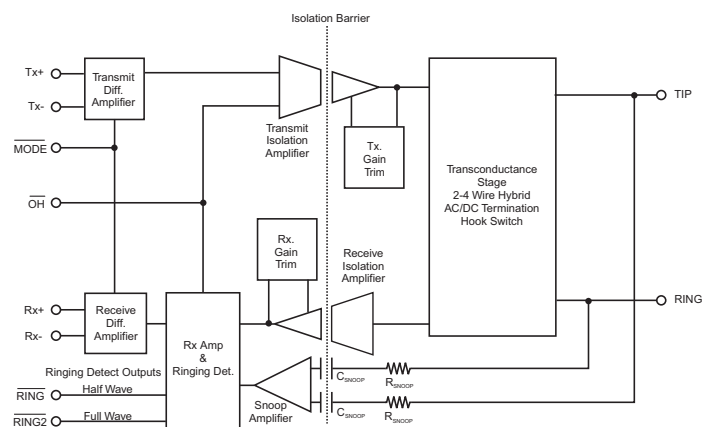 Isolation Barrier
Tx+
Tx-
Transmit
Diff.
Amplifier
MODE
OH
Transmit
Isolation
Amplifier
Tx.
Gain
Trim
Transconductance
Stage
2-4 Wire Hybrid
AC/DC Termination
Hook Switch
TIP
RING
Rx.
Gain
Trim
Receive
Isolation
Amplifier
Rx+
Rx-
Receive
Diff.
Amplifier
Rx Amp
&
Ringing Det.
Ringing Detect Outputs
RING
Half Wave
RING2
Full Wave
Snoop
Amplifier
CSNOOP
RSNOOP
CSNOOP
RSNOOP